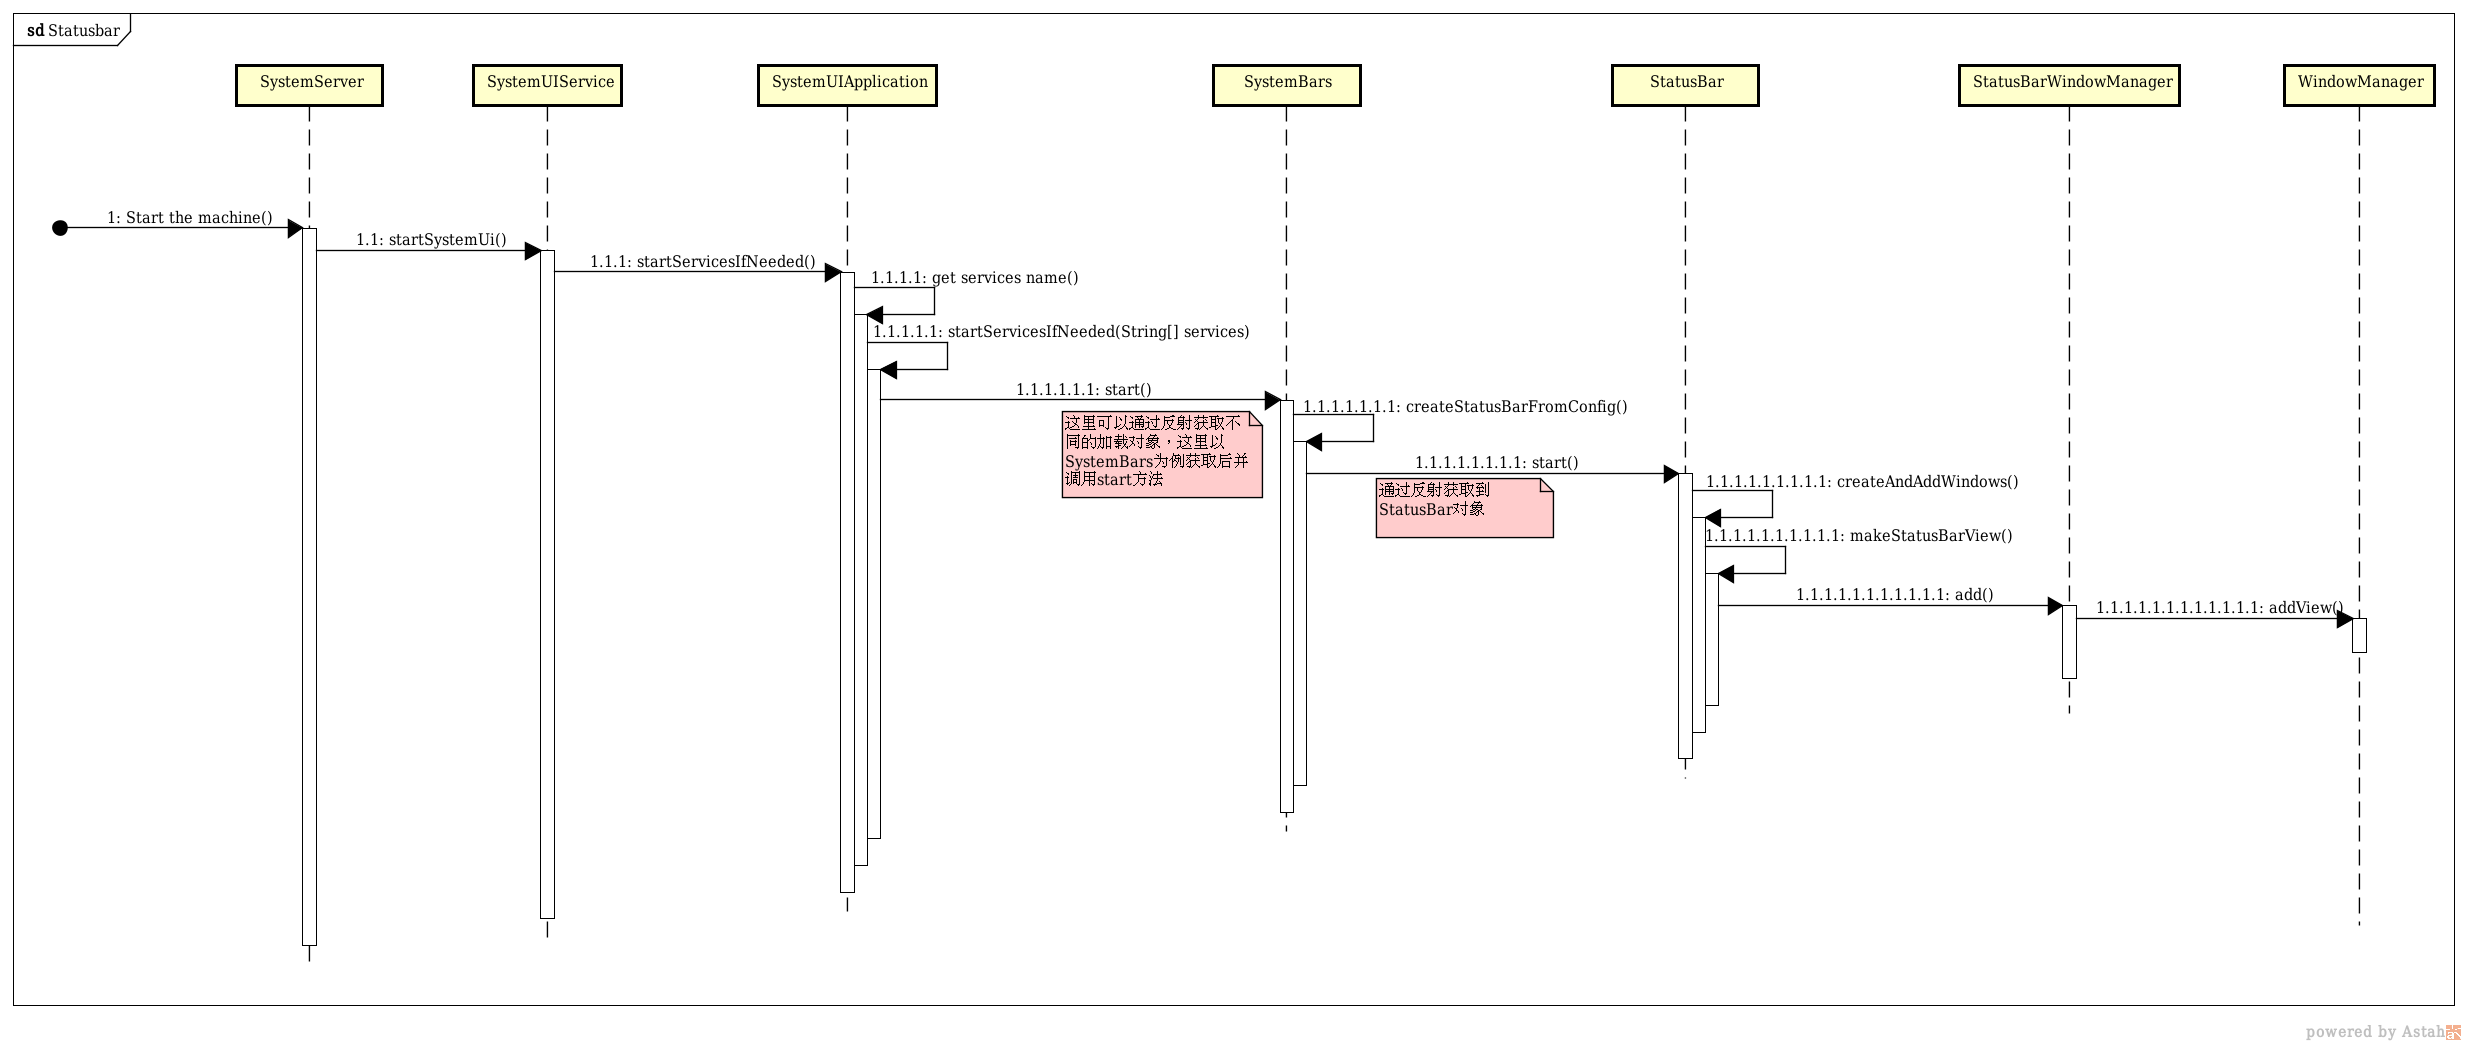 sd Statusbar
SystemServer
SystemUIService
SystemUIApplication
SystemBars
StatusBar
StatusBarWindowManager
WindowManager
1: Start the machine()
1.1: startSystemUi()
1.1.1: startServicesIfNeeded()
1.1.1.1: get services name()
1.1.1.1.1: startServicesIfNeeded(String[] services)
1.1.1.1.1.1: start()
1.1.1.1.1.1.1: createStatusBarFromConfig()
这里可以通过反射获取不
同的加载对象，这里以
SystemBars为例获取后并
调用start方法
1.1.1.1.1.1.1.1: start()
通过反射获取到
StatusBar对象
1.1.1.1.1.1.1.1.1: createAndAddWindows()
1.1.1.1.1.1.1.1.1.1: makeStatusBarView()
1.1.1.1.1.1.1.1.1.1.1: add()
1.1.1.1.1.1.1.1.1.1.1.1: addView()
powered by Astah